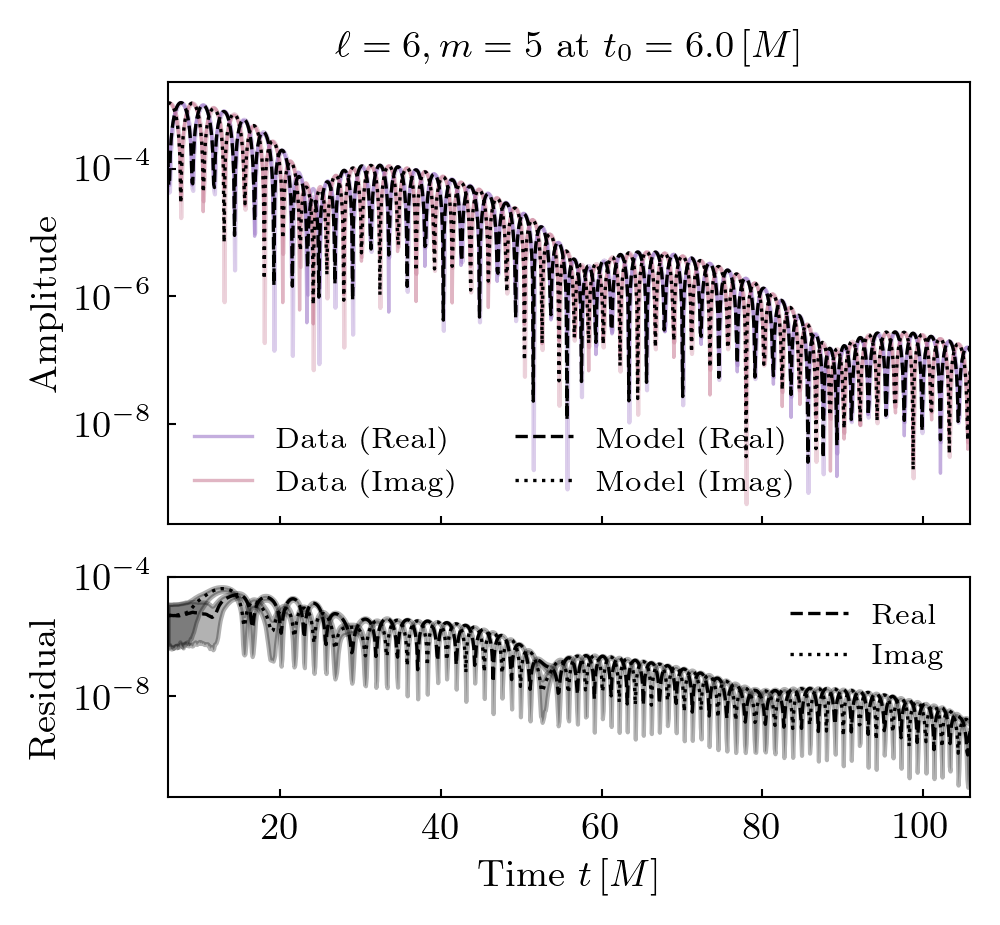 ℓ = 6, m = 5 at t₀ = 6.0 [M]
Amplitude
10⁻⁴
10⁻⁶
10⁻⁸
Data (Real)
Data (Imag)
Model (Real)
Model (Imag)
Residual
10⁻⁴
10⁻⁸
Real
Imag
20 40 60 80 100
Time t [M]